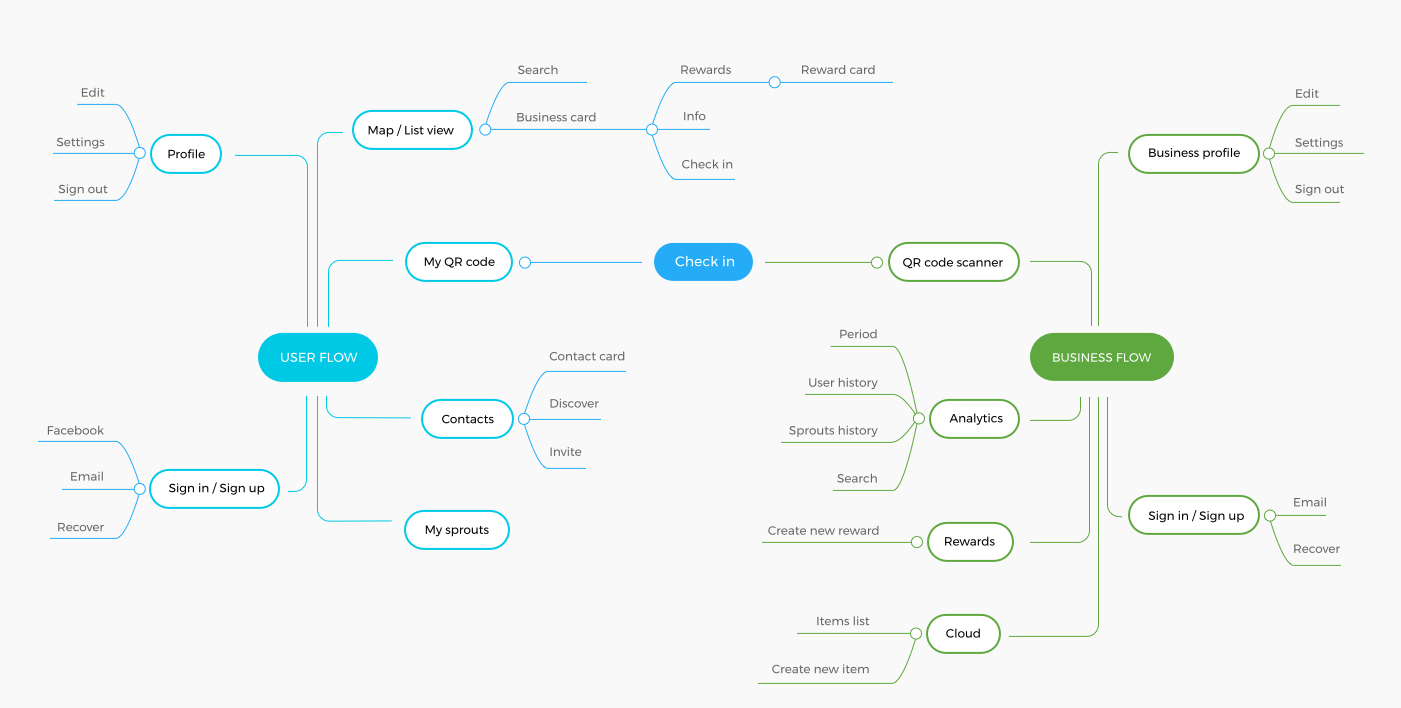 Search
Rewards
Reward card
Edit
Map / List view
Business card
Info
Settings
Profile
Check in
Sign out
Edit
Business profile
Settings
Sign out
My QR code
Check in
QR code scanner
USER FLOW
BUSINESS FLOW
Contact card
Contacts
Discover
Invite
Period
User history
Analytics
Sprouts history
Search
Facebook
Email
Sign in / Sign up
Recover
My sprouts
Create new reward
Rewards
Sign in / Sign up
Email
Recover
Items list
Cloud
Create new item